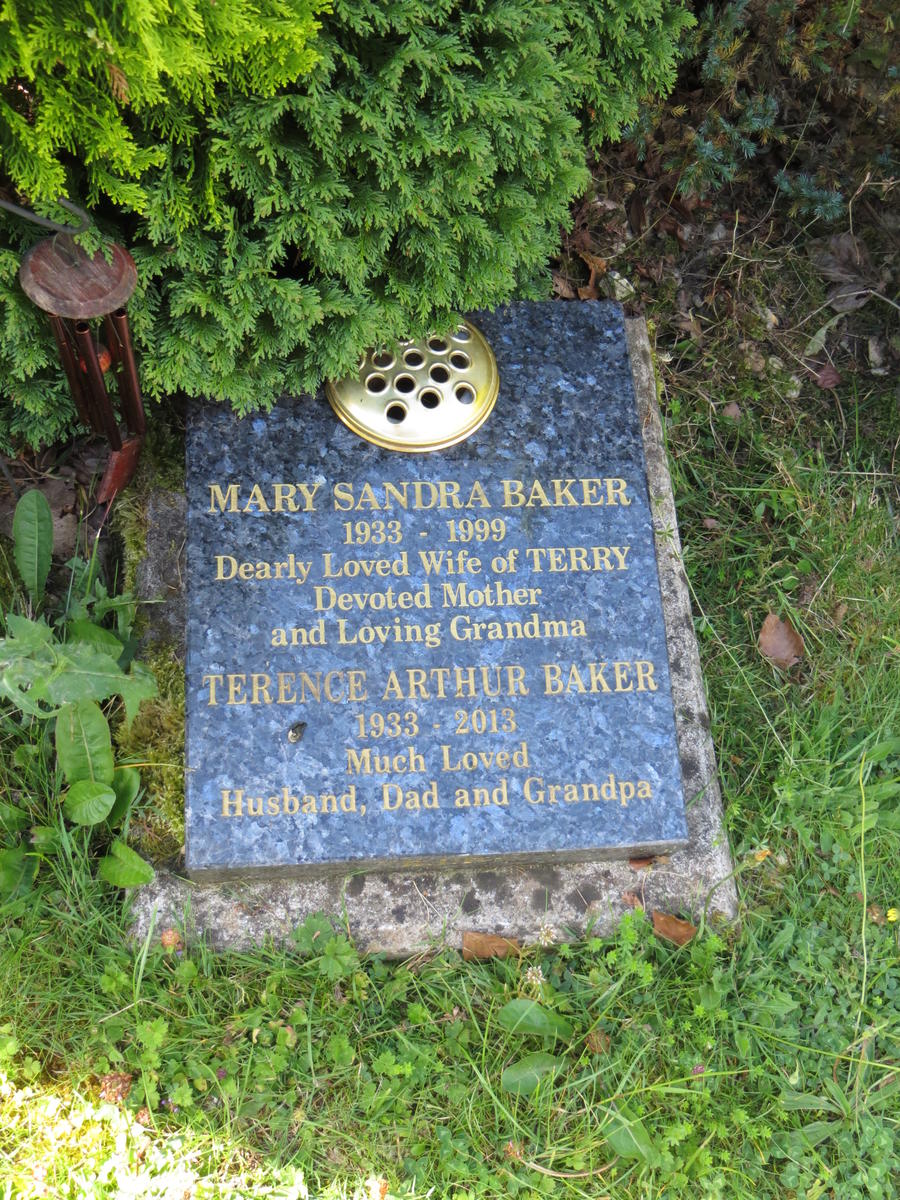 MARY SANDRA BAKER
1933 - 1999
Dearly Loved Wife of TERRY
Devoted Mother
and Loving Grandma
TERENCE ARTHUR BAKER
1933 - 2013
Much Loved
Husband, Dad and Grandpa